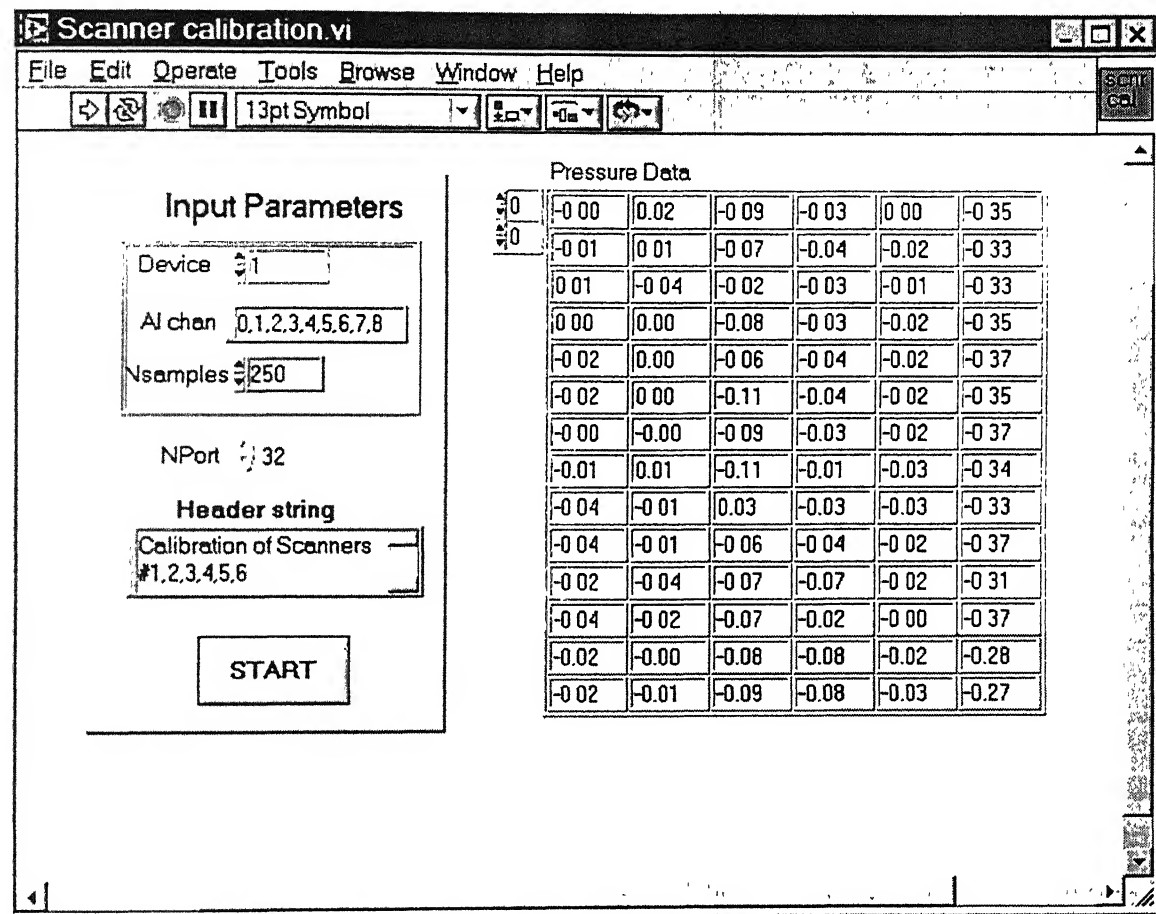 Scanner calibration.vi
File Edit Operate Tools Browse Window Help
13pt Symbol
scan
cal
Input Parameters
Device 1
AI chan 0,1,2,3,4,5,6,7,8
Nsamples 250
NPort 32
Header string
Calibration of Scanners
#1,2,3,4,5,6
START
Pressure Data
0 -0 00 0.02 -0 09 -0 03 0 00 -0 35
0 -0 01 0 01 -0 07 -0.04 -0.02 -0 33
0 01 -0 04 -0 02 -0 03 -0 01 -0 33
0 00 0.00 -0.08 -0 03 -0.02 -0 35
-0 02 0.00 -0 06 -0 04 -0.02 -0 37
-0 02 0 00 -0.11 -0.04 -0 02 -0 35
-0 00 -0.00 -0 09 -0.03 -0 02 -0 37
-0.01 0.01 -0.11 -0.01 -0.03 -0 34
-0 04 -0 01 0.03 -0.03 -0.03 -0 33
-0 04 -0 01 -0 06 -0 04 -0 02 -0 37
-0 02 -0 04 -0 07 -0.07 -0 02 -0 31
-0 04 -0 02 -0.07 -0.02 -0 00 -0 37
-0.02 -0.00 -0.08 -0.08 -0.02 -0.28
-0 02 -0.01 -0.09 -0.08 -0.03 -0.27